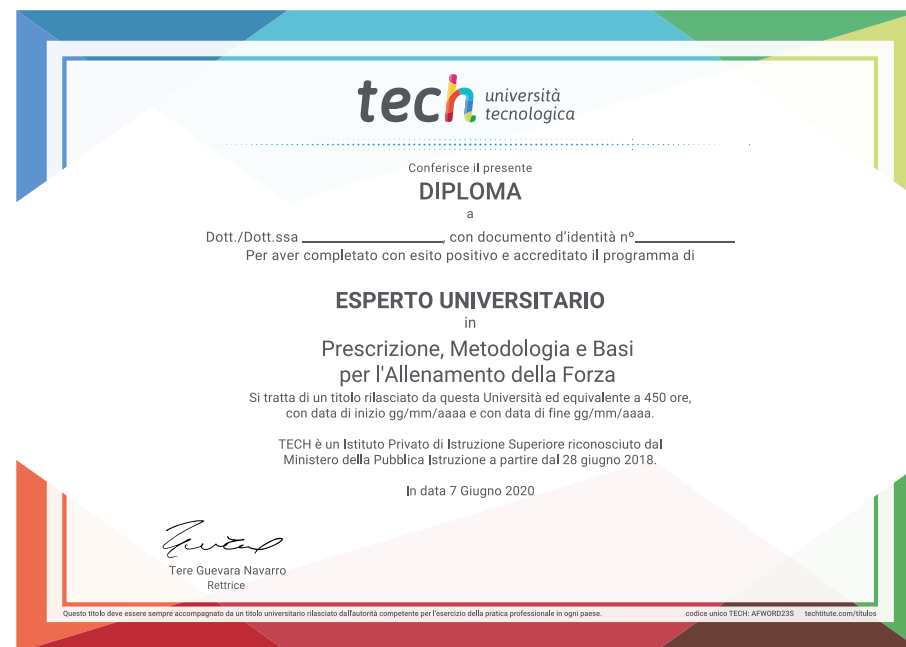 tech università
tecnologica
Conferisce il presente
DIPLOMA
a
Dott./Dott.ssa ____________________, con documento d'identità nº______________
Per aver completato con esito positivo e accreditato il programma di
ESPERTO UNIVERSITARIO
in
Prescrizione, Metodologia e Basi
per l'Allenamento della Forza
Si tratta di un titolo rilasciato da questa Università ed equivalente a 450 ore,
con data di inizio gg/mm/aaaa e con data di fine gg/mm/aaaa.
TECH è un Istituto Privato di Istruzione Superiore riconosciuto dal
Ministero della Pubblica Istruzione a partire dal 28 giugno 2018.
In data 7 Giugno 2020
Tere Guevara Navarro
Rettrice
Questo titolo deve essere sempre accompagnato da un titolo universitario rilasciato dall'autorità competente per l'esercizio della pratica professionale in ogni paese. codice unico TECH: AFWORD23S techtitute.com/titulos